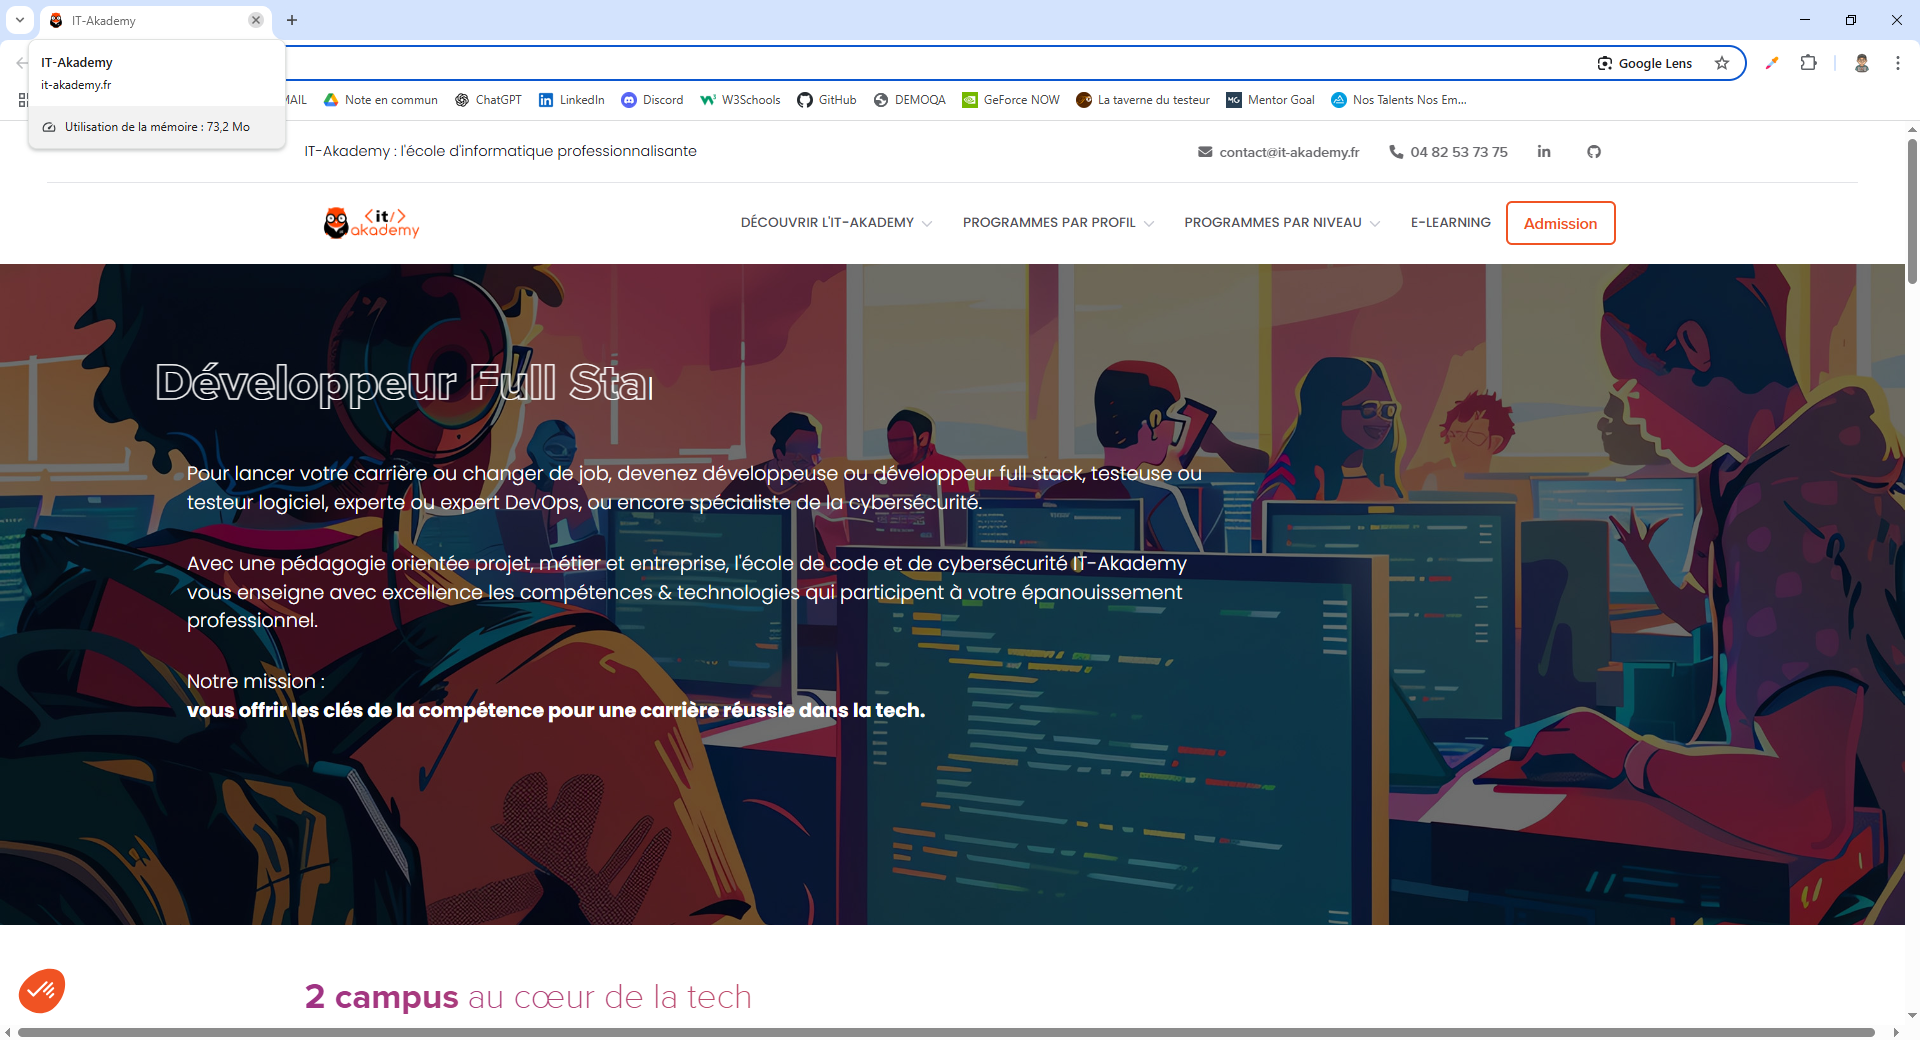 IT-Akademy
IT-Akademy
it-akademy.fr
Utilisation de la mémoire : 73,2 Mo
Google Lens
Note en commun
ChatGPT
LinkedIn
Discord
W3Schools
GitHub
DEMOQA
GeForce NOW
La taverne du testeur
MG Mentor Goal
Nos Talents Nos Em...
IT-Akademy : l'école d'informatique professionnalisante
contact@it-akademy.fr
04 82 53 73 75
in
<it/>
akademy
DÉCOUVRIR L'IT-AKADEMY
PROGRAMMES PAR PROFIL
PROGRAMMES PAR NIVEAU
E-LEARNING
Admission
Développeur Full Sta
Pour lancer votre carrière ou changer de job, devenez développeuse ou développeur full stack, testeuse ou
testeur logiciel, experte ou expert DevOps, ou encore spécialiste de la cybersécurité.
Avec une pédagogie orientée projet, métier et entreprise, l'école de code et de cybersécurité IT-Akademy
vous enseigne avec excellence les compétences & technologies qui participent à votre épanouissement
professionnel.
Notre mission :
vous offrir les clés de la compétence pour une carrière réussie dans la tech.
2 campus au cœur de la tech